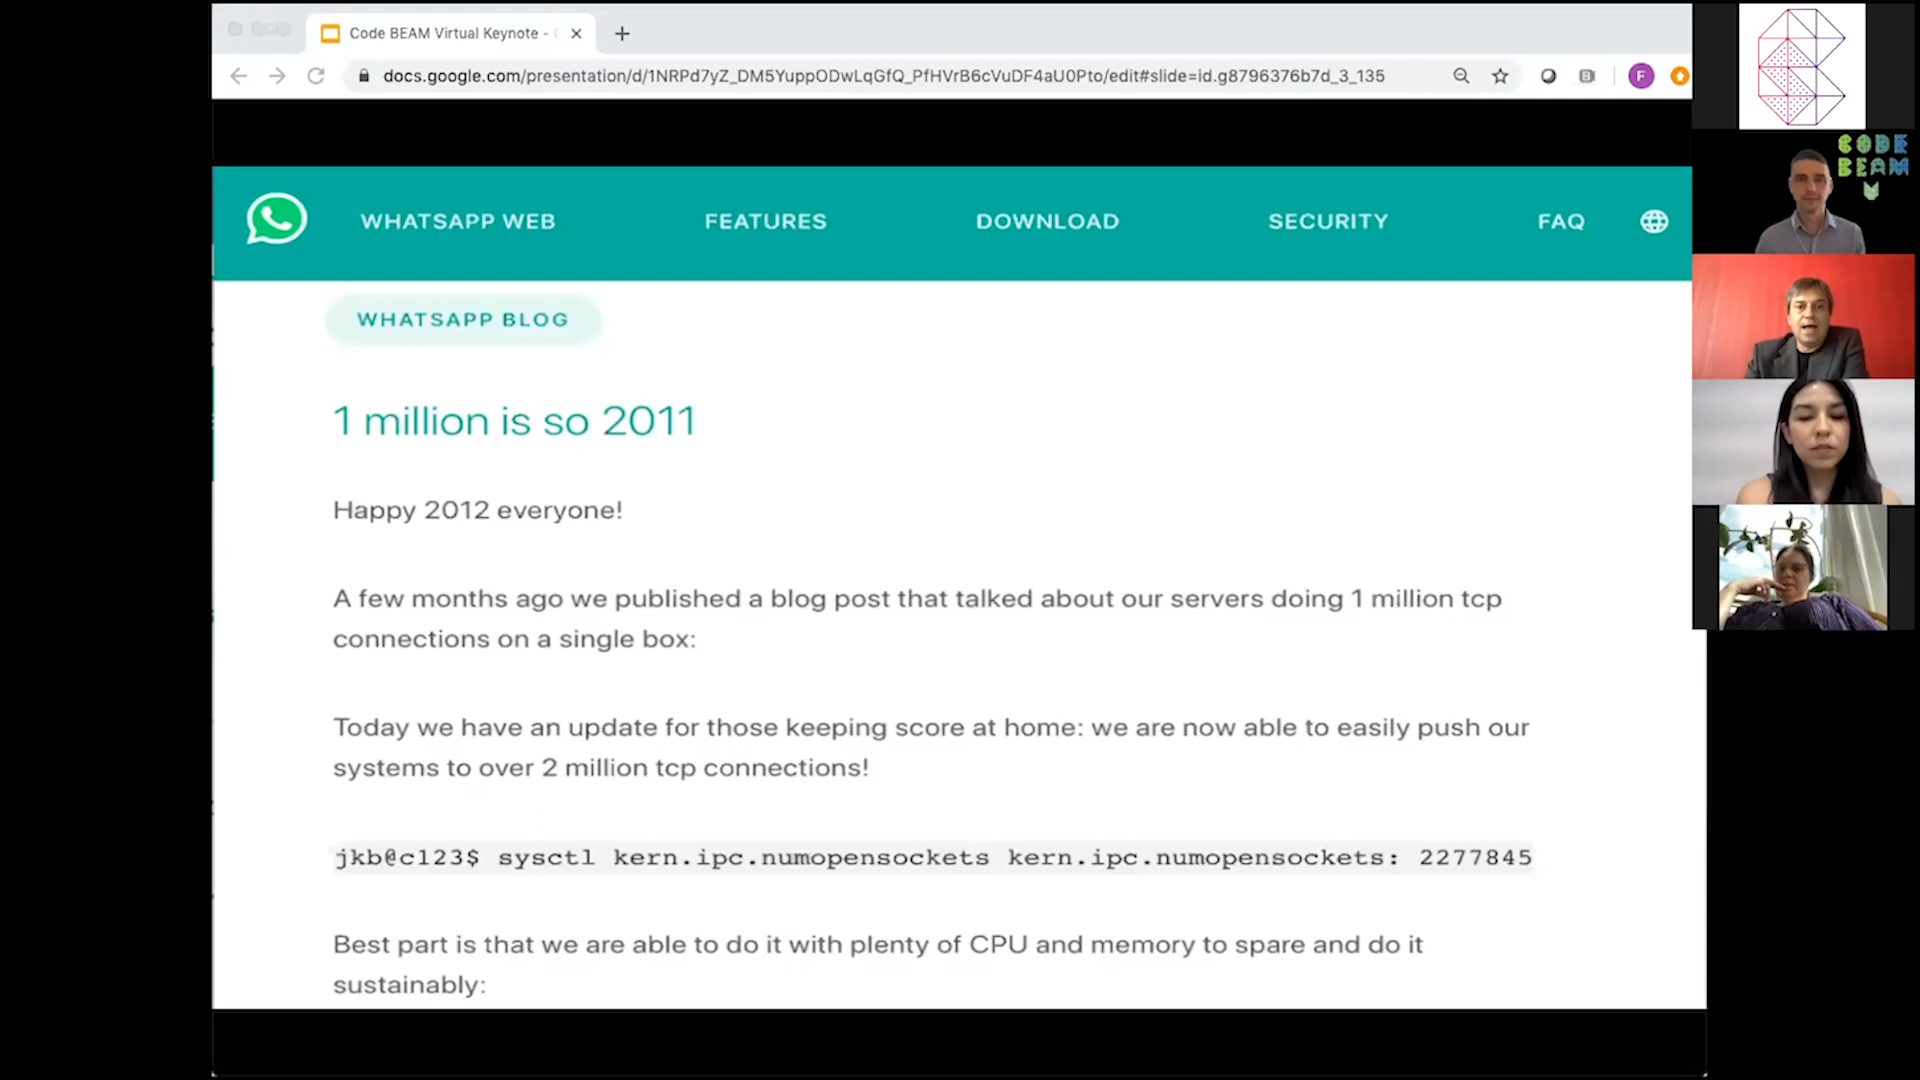 Code BEAM Virtual Keynote -
docs.google.com/presentation/d/1NRPd7yZ_DM5YuppODwLqGfQ_PfHVrB6cVuDF4aU0Pto/edit#slide=id.g8796376b7d_3_135
F
CODE
BEAM
WHATSAPP WEB
FEATURES
DOWNLOAD
SECURITY
FAQ
WHATSAPP BLOG
1 million is so 2011
Happy 2012 everyone!
A few months ago we published a blog post that talked about our servers doing 1 million tcp
connections on a single box:
Today we have an update for those keeping score at home: we are now able to easily push our
systems to over 2 million tcp connections!
jkb@c123$ sysctl kern.ipc.numopensockets kern.ipc.numopensockets: 2277845
Best part is that we are able to do it with plenty of CPU and memory to spare and do it
sustainably: